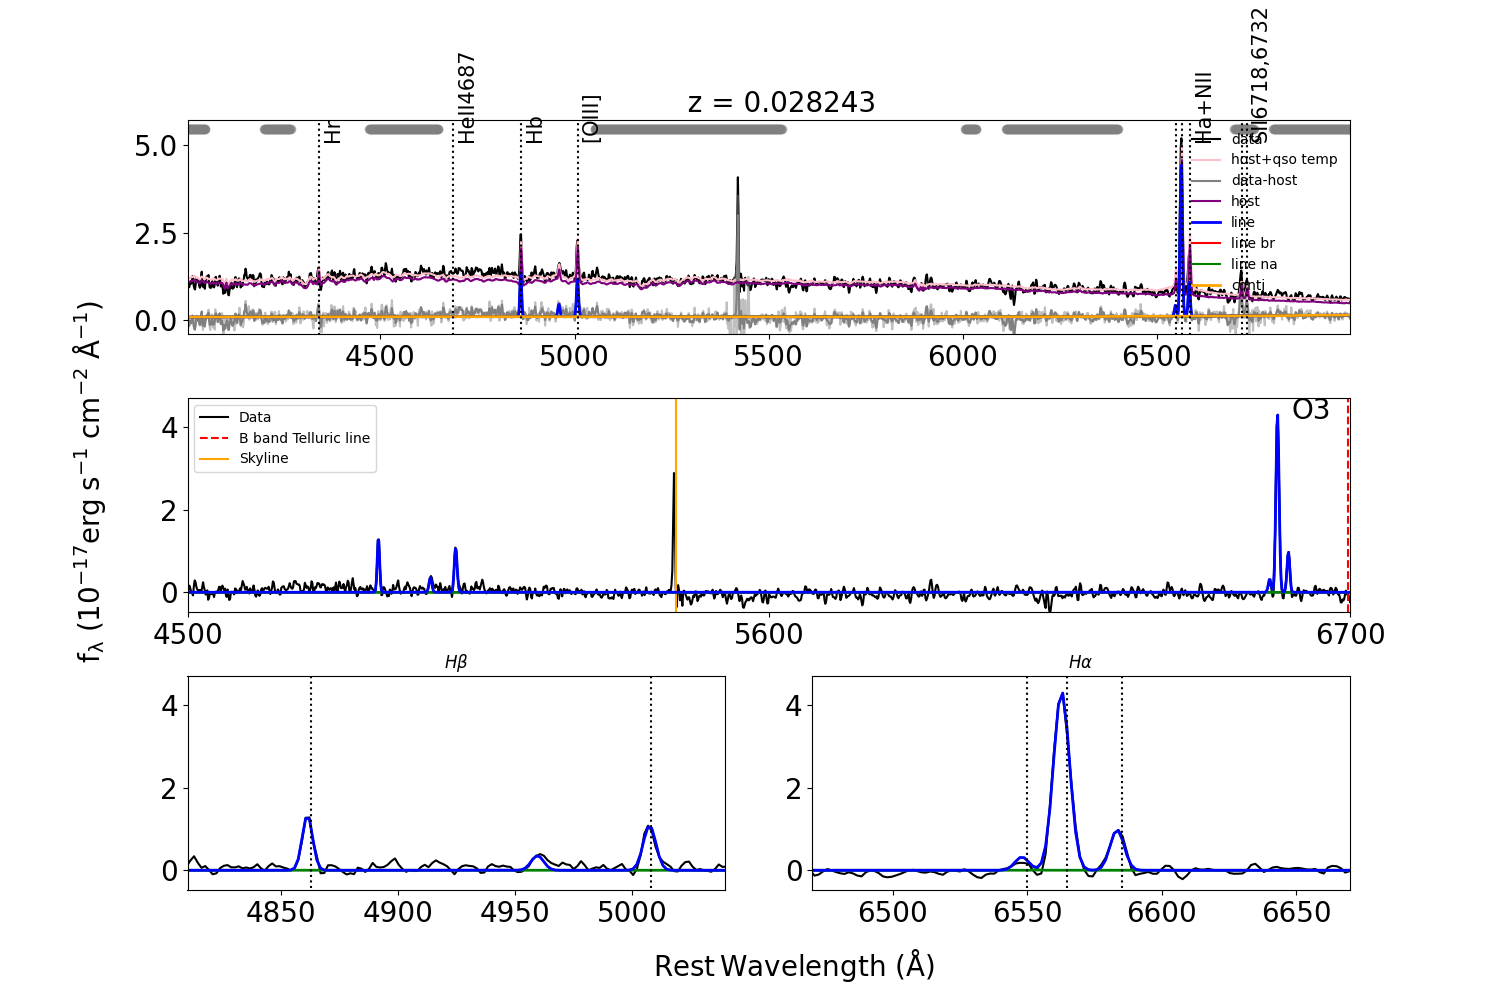 z = 0.028243
Hr
HeII4687
Hb
[OIII]
Ha+NII
SII6718,6732
5.0
2.5
0.0
data
host+qso temp
data-host
host
line
line br
line na
conti
4500 5000 5500 6000 6500
fλ (10−17erg s−1 cm−2 Å−1)
4
2
0
Data
B band Telluric line
Skyline
O3
4500 5600 6700
Hβ
4
2
0
4850 4900 4950 5000
Hα
4
2
0
6500 6550 6600 6650
Rest Wavelength (Å)